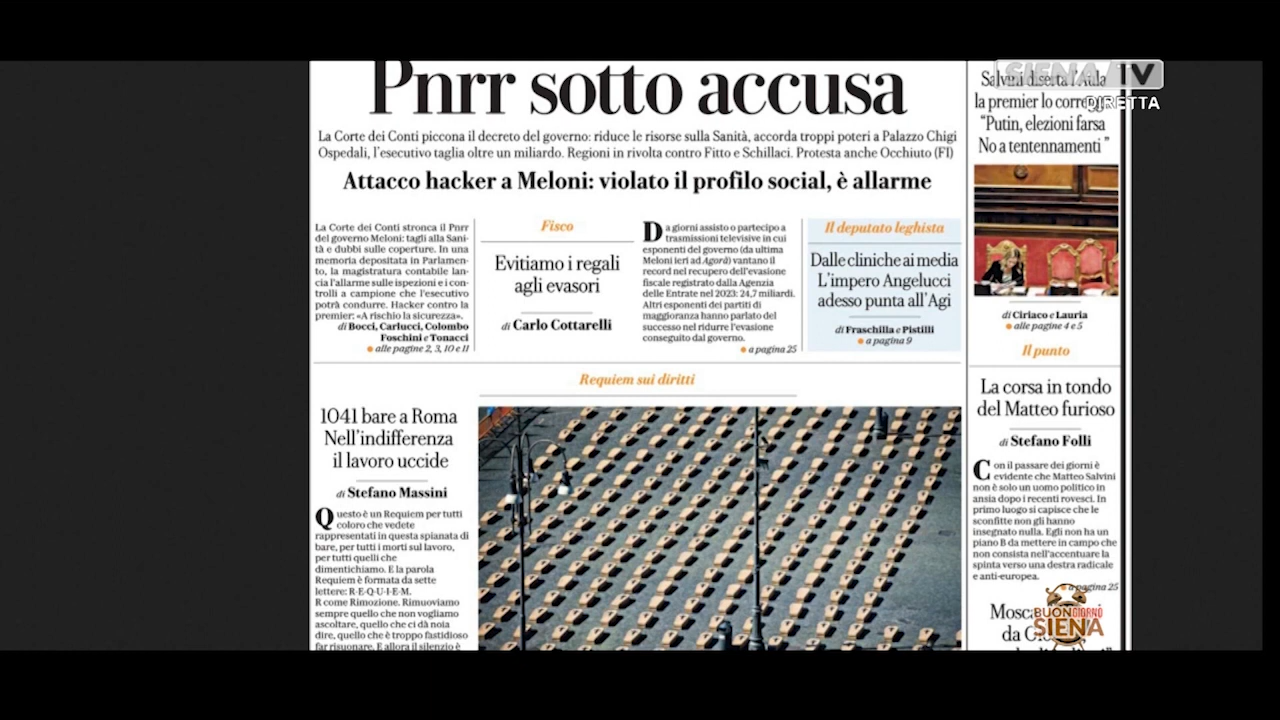 Pnrr sotto accusa
La Corte dei Conti piccona il decreto del governo: riduce le risorse sulla Sanità, accorda troppi poteri a Palazzo Chigi
Ospedali, l'esecutivo taglia oltre un miliardo. Regioni in rivolta contro Fitto e Schillaci. Protesta anche Occhiuto (FI)
Attacco hacker a Meloni: violato il profilo social, è allarme
La Corte dei Conti stronca il Pnrr
del governo Meloni: tagli alla Sani-
tà e dubbi sulle coperture. In una
memoria depositata in Parlamen-
to, la magistratura contabile lan-
cia l'allarme sulle ispezioni e i con-
trolli a campione che l'esecutivo
potrà condurre. Hacker contro la
premier: «A rischio la sicurezza».
di Bocci, Carlucci, Colombo
Foschini e Tonacci
alle pagine 2, 3, 10 e 11
Fisco
Evitiamo i regali
agli evasori
di Carlo Cottarelli
Da giorni assisto o partecipo a
trasmissioni televisive in cui
esponenti del governo (da ultima
Meloni ieri ad Agorà) vantano il
record nel recupero dell'evasione
fiscale registrato dalla Agenzia
delle Entrate nel 2023: 24,7 miliardi.
Altri esponenti dei partiti di
maggioranza hanno parlato del
successo nel ridurre l'evasione
conseguito dal governo.
a pagina 25
Il deputato leghista
Dalle cliniche ai media
L'impero Angelucci
adesso punta all'Agi
di Fraschilla e Pistilli
a pagina 9
Requiem sui diritti
1041 bare a Roma
Nell'indifferenza
il lavoro uccide
di Stefano Massini
Questo è un Requiem per tutti
coloro che vedete
rappresentati in questa spianata di
bare, per tutti i morti sul lavoro,
per tutti quelli che
dimentichiamo. E la parola
Requiem è formata da sette
lettere: R-E-Q-U-I-E-M.
R come Rimozione. Rimuoviamo
sempre quello che non vogliamo
ascoltare, quello che ci dà noia
dire, quello che è troppo fastidioso
far risuonare. E allora il silenzio è
SIENA TV
DIRETTA
Salvini diserta l'Aula
la premier lo corregge
"Putin, elezioni farsa
No a tentennamenti"
di Ciriaco e Lauria
alle pagine 4 e 5
Il punto
La corsa in tondo
del Matteo furioso
di Stefano Folli
Con il passare dei giorni è
evidente che Matteo Salvini
non è solo un uomo politico in
ansia dopo i recenti rovesci. In
primo luogo si capisce che le
sconfitte non gli hanno
insegnato nulla. Egli non ha un
piano B da mettere in campo che
non consista nell'accentuare la
spinta verso una destra radicale
e anti-europea.
a pagina 25
Mosca
da
BUONGIORNO
SIENA